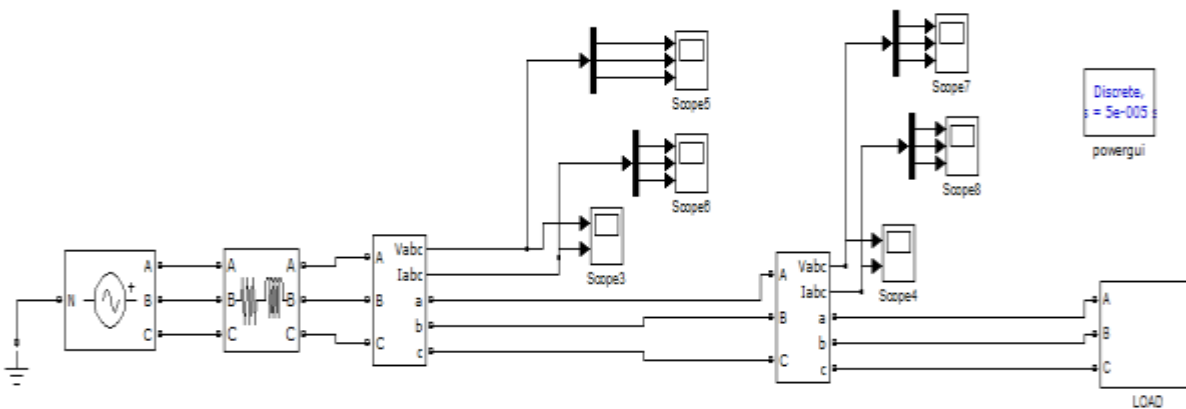 Scope5
Scope7
Discrete,
s = 5e-005 s
powergui
Scope6
Scope8
Scope3
Scope4
N
A
B
C
A
B
C
A
B
C
A
B
C
Vabc
Iabc
a
b
c
A
B
C
Vabc
Iabc
a
b
c
A
B
C
LOAD